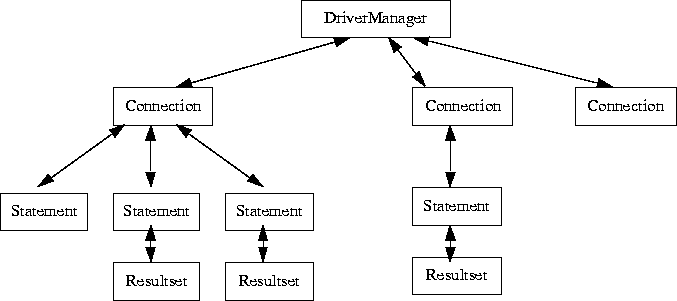 DriverManager
Connection
Connection
Connection
Statement
Statement
Statement
Statement
Resultset
Resultset
Resultset